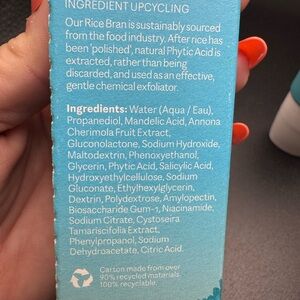 INGREDIENT UPCYCLING
Our Rice Bran is sustainably sourced
from the food industry. After rice has
been 'polished', natural Phytic Acid is
extracted, rather than being
discarded, and used as an effective,
gentle chemical exfoliator.
Ingredients: Water (Aqua / Eau),
Propanediol, Mandelic Acid, Annona
Cherimola Fruit Extract,
Gluconolactone, Sodium Hydroxide,
Maltodextrin, Phenoxyethanol,
Glycerin, Phytic Acid, Salicylic Acid,
Hydroxyethylcellulose, Sodium
Gluconate, Ethylhexylglycerin,
Dextrin, Polydextrose, Amylopectin,
Biosaccharide Gum-1, Niacinamide,
Sodium Citrate, Cystoseira
Tamariscifolia Extract,
Phenylpropanol, Sodium
Dehydroacetate, Citric Acid.
Carton made from over
90% recycled materials.
100% recyclable.